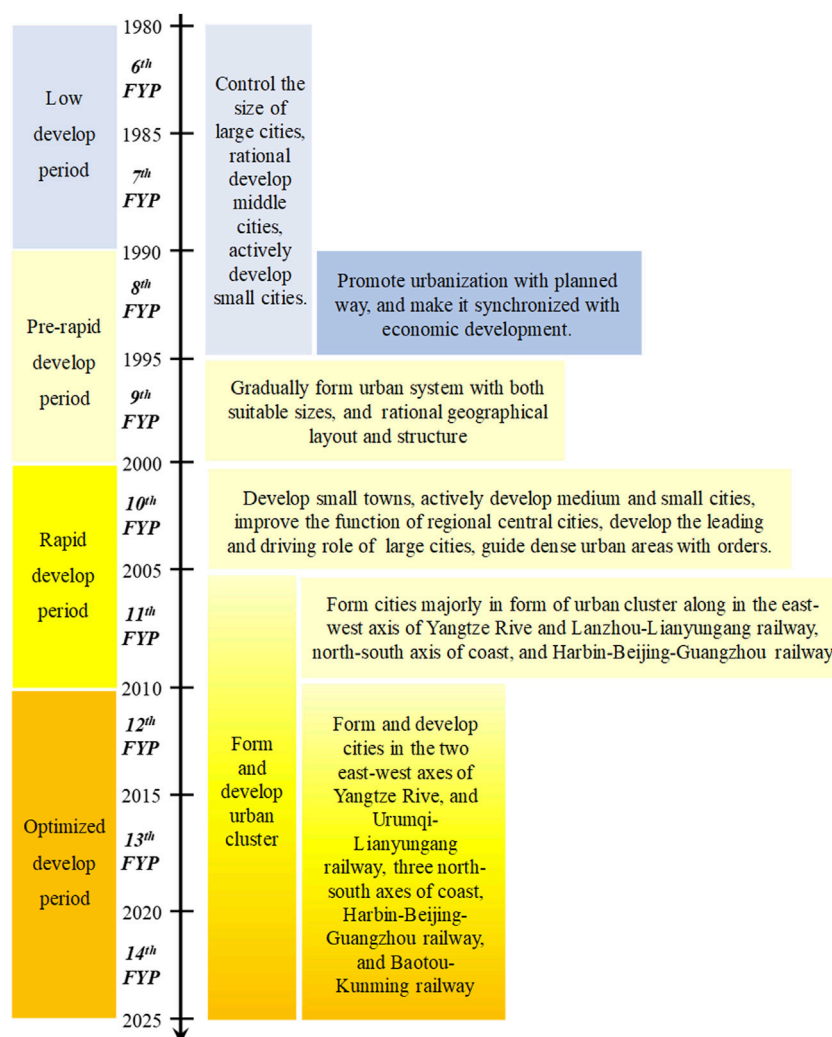 Low
develop
period
Pre-rapid
develop
period
Rapid
develop
period
Optimized
develop
period
1980
6th
FYP
1985
7th
FYP
1990
8th
FYP
1995
9th
FYP
2000
10th
FYP
2005
11th
FYP
2010
12th
FYP
2015
13th
FYP
2020
14th
FYP
2025
Control the
size of
large cities,
rational
develop
middle
cities,
actively
develop
small cities.
Promote urbanization with planned
way, and make it synchronized with
economic development.
Gradually form urban system with both
suitable sizes, and rational geographical
layout and structure
Develop small towns, actively develop medium and small cities,
improve the function of regional central cities, develop the leading
and driving role of large cities, guide dense urban areas with orders.
Form cities majorly in form of urban cluster along in the east-
west axis of Yangtze Rive and Lanzhou-Lianyungang railway,
north-south axis of coast, and Harbin-Beijing-Guangzhou railway
Form
and
develop
urban
cluster
Form and develop
cities in the two
east-west axes of
Yangtze Rive, and
Urumqi-
Lianyungang
railway, three north-
south axes of coast,
Harbin-Beijing-
Guangzhou railway,
and Baotou-
Kunming railway